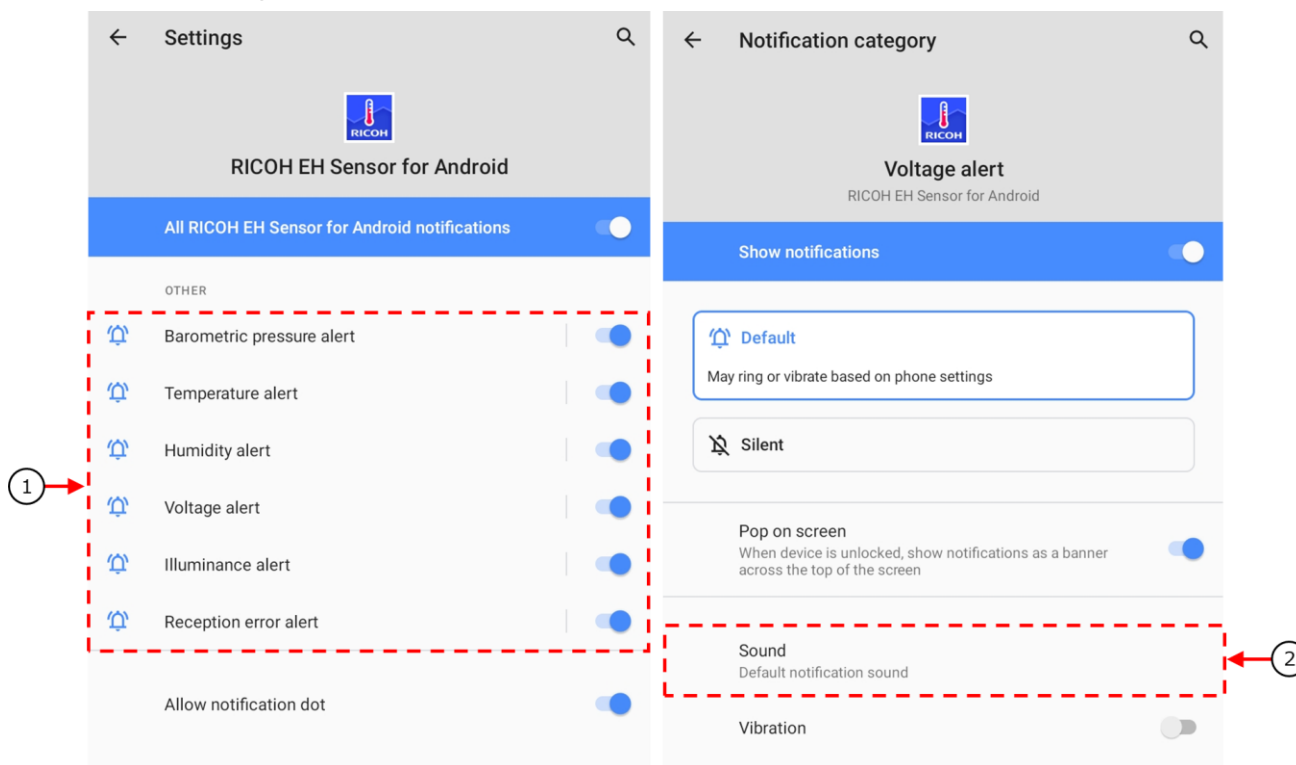 Settings
RICOH
RICOH EH Sensor for Android
All RICOH EH Sensor for Android notifications
OTHER
Barometric pressure alert
Temperature alert
Humidity alert
1
Voltage alert
Illuminance alert
Reception error alert
Allow notification dot
Notification category
RICOH
Voltage alert
RICOH EH Sensor for Android
Show notifications
Default
May ring or vibrate based on phone settings
Silent
Pop on screen
When device is unlocked, show notifications as a banner
across the top of the screen
Sound
Default notification sound
2
Vibration